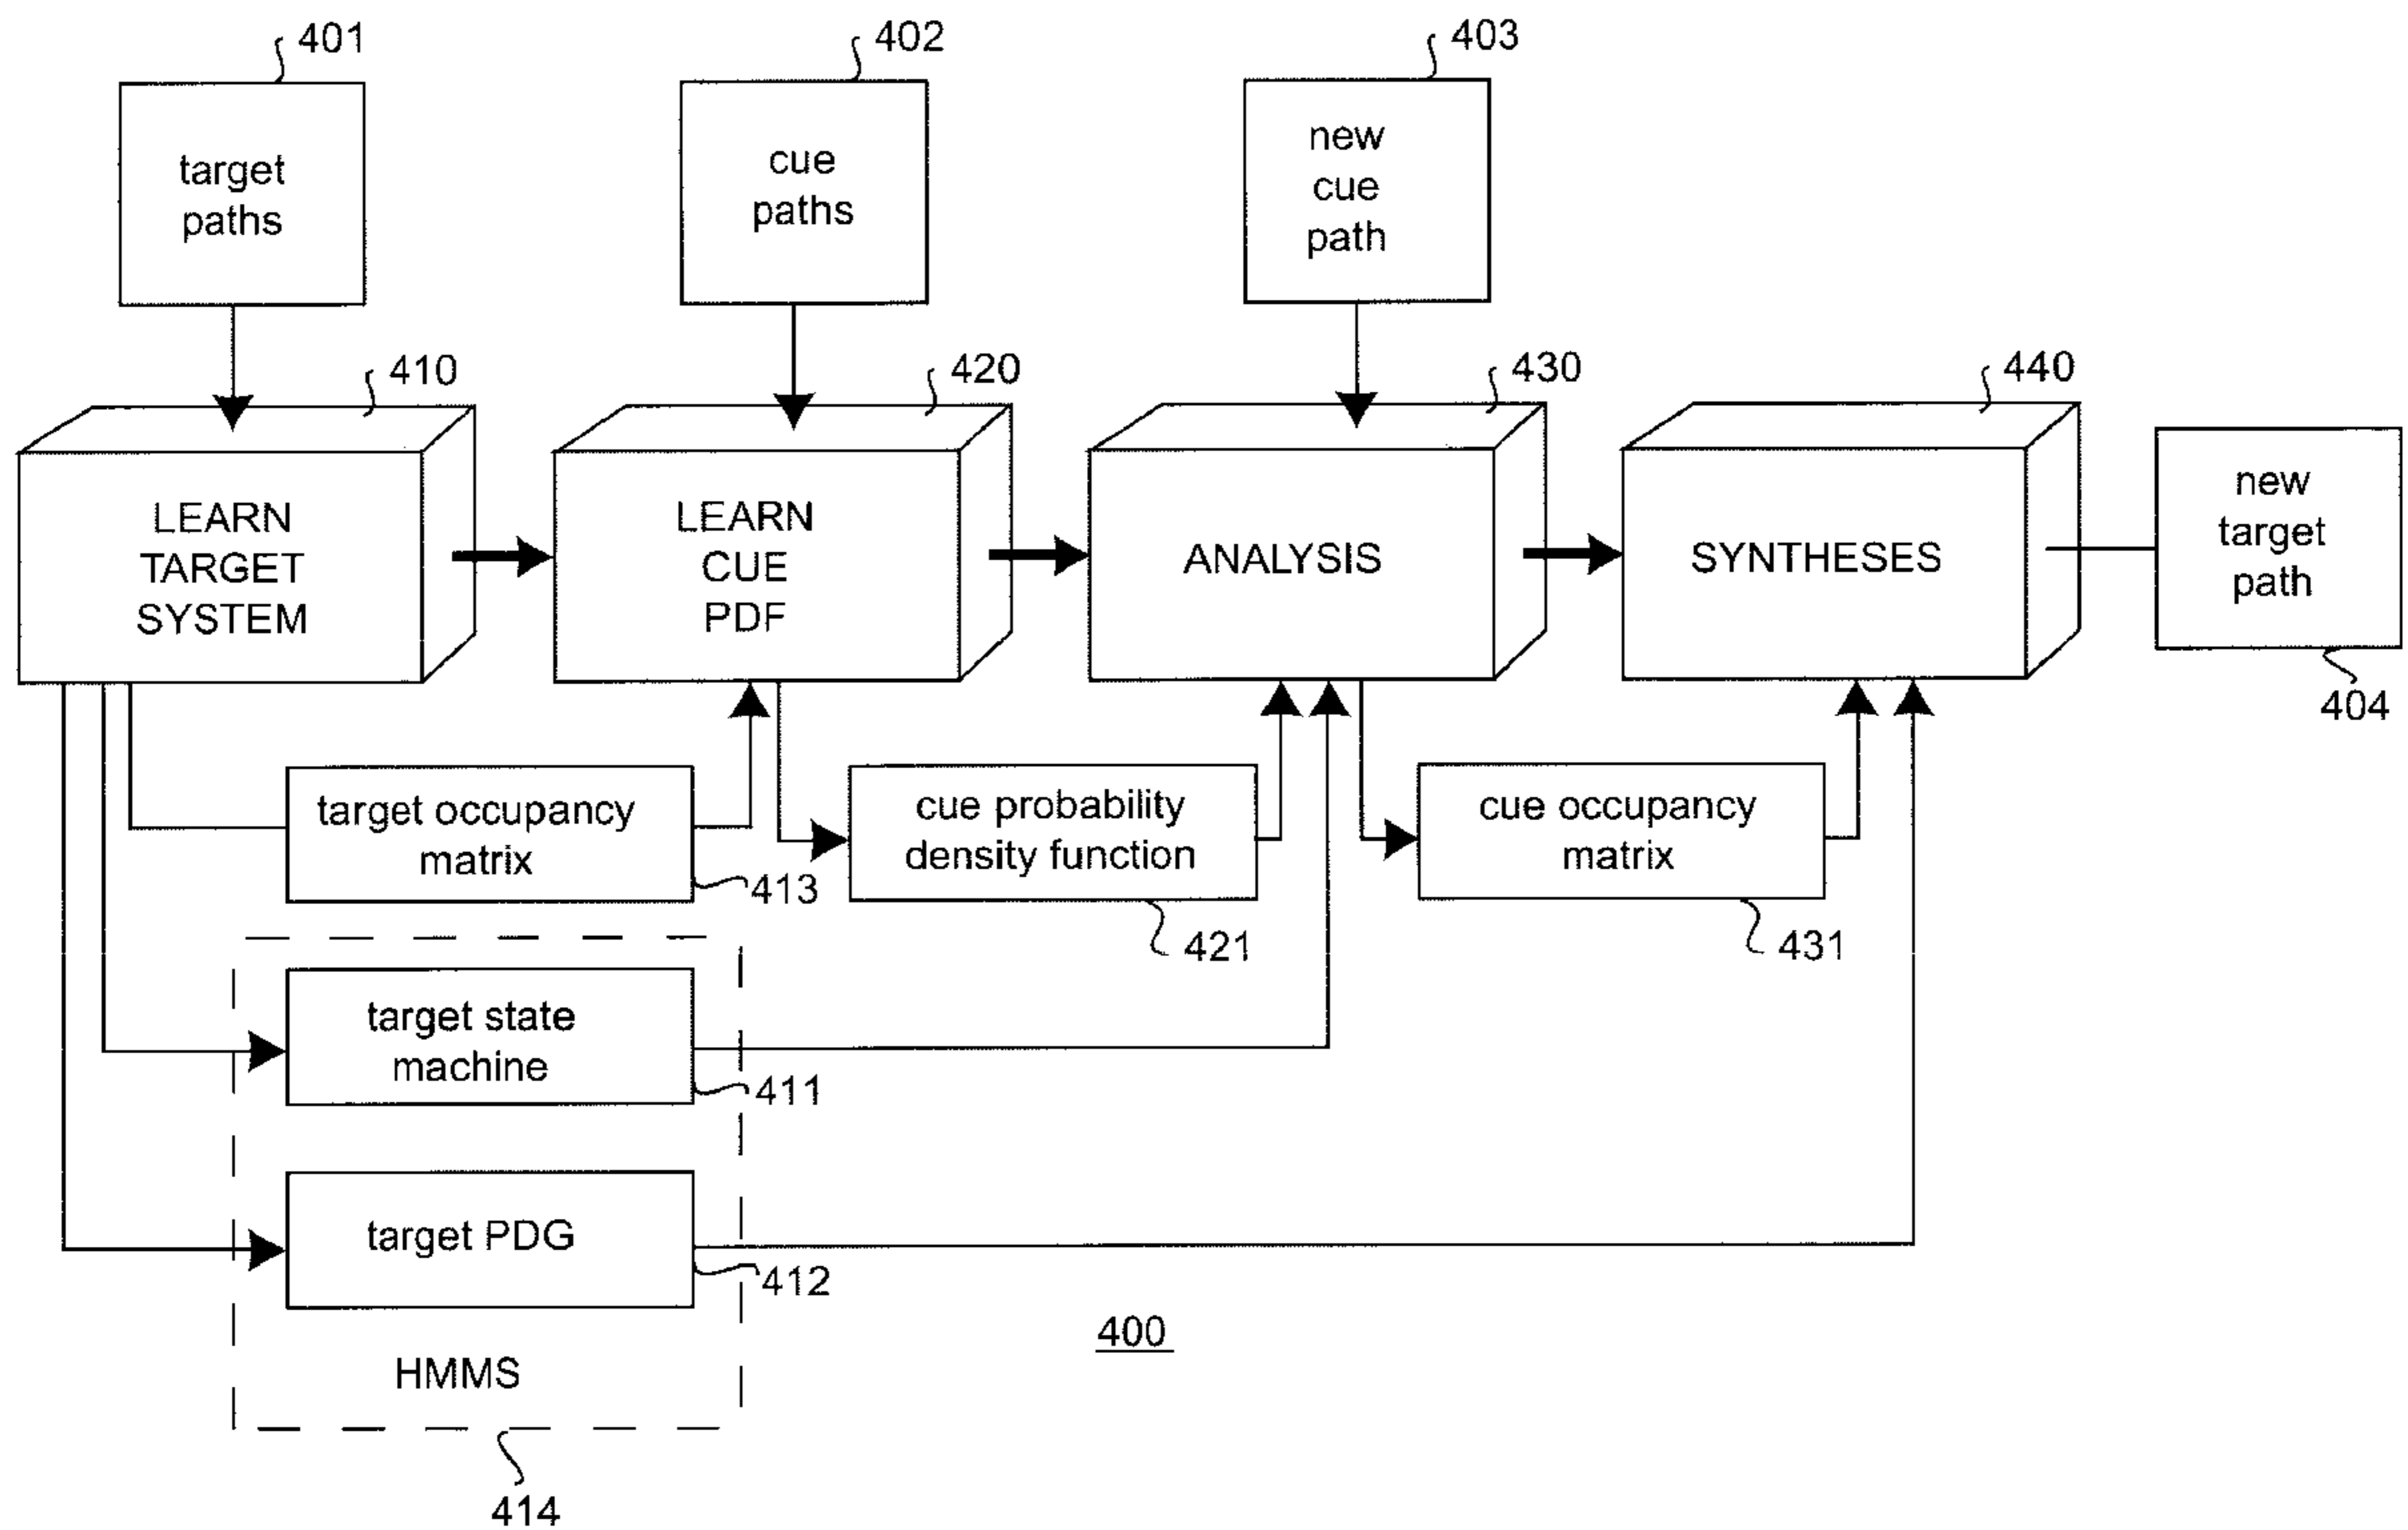 401
402
403
target
paths
cue
paths
new
cue
path
410
420
430
440
LEARN
TARGET
SYSTEM
LEARN
CUE
PDF
ANALYSIS
SYNTHESES
new
target
path
404
target occupancy
matrix
413
cue probability
density function
421
cue occupancy
matrix
431
target state
machine
411
target PDG
412
HMMS
414
400